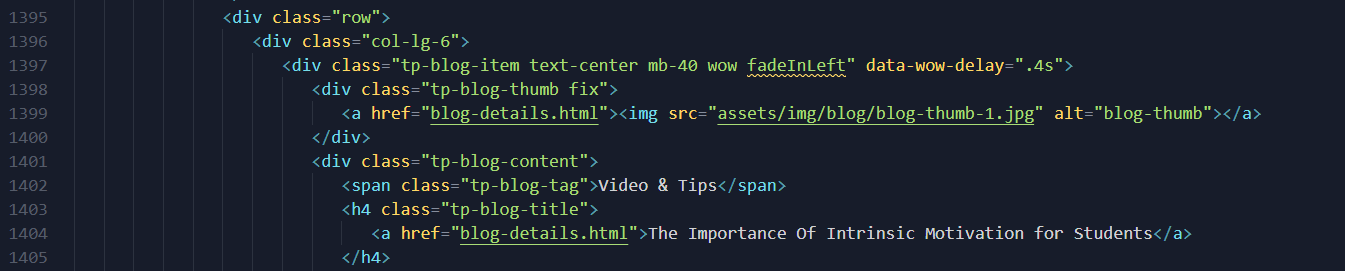 1395 <div class="row">
1396 <div class="col-lg-6">
1397 <div class="tp-blog-item text-center mb-40 wow fadeInLeft" data-wow-delay=".4s">
1398 <div class="tp-blog-thumb fix">
1399 <a href="blog-details.html"><img src="assets/img/blog/blog-thumb-1.jpg" alt="blog-thumb"></a>
1400 </div>
1401 <div class="tp-blog-content">
1402 <span class="tp-blog-tag">Video & Tips</span>
1403 <h4 class="tp-blog-title">
1404 <a href="blog-details.html">The Importance Of Intrinsic Motivation for Students</a>
1405 </h4>